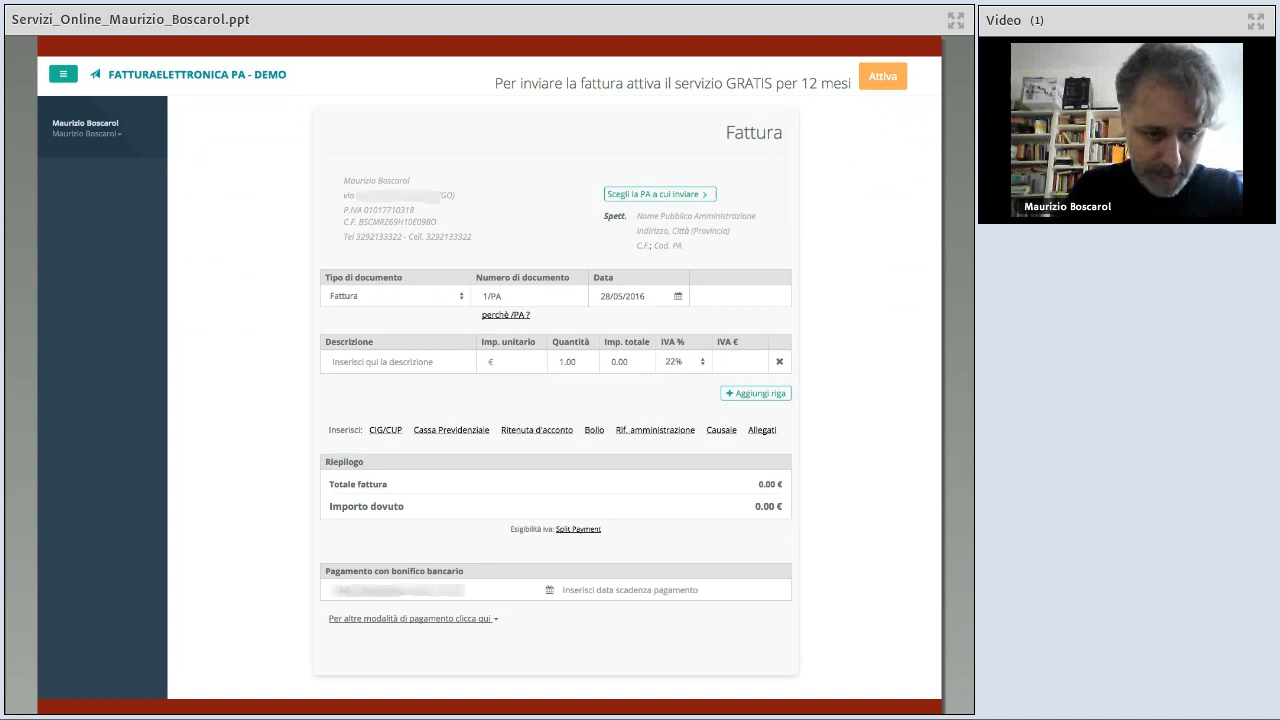 Servizi_Online_Maurizio_Boscarol.ppt
Video (1)
FATTURAELETTRONICA PA - DEMO
Per inviare la fattura attiva il servizio GRATIS per 12 mesi
Attiva
Maurizio Boscarol
Maurizio Boscarol
Fattura
Maurizio Boscarol
via (GO)
P.IVA 01017710318
C.F. BSCMRZ69H10E098O
Tel 3292133322 - Cell. 3292133322
Scegli la PA a cui inviare >
Spett. Nome Pubblica Amministrazione
Indirizzo, Città (Provincia)
C.F.; Cod. PA
Tipo di documento Numero di documento Data
Fattura 1/PA 28/05/2016
perchè /PA ?
Descrizione Imp. unitario Quantità Imp. totale IVA % IVA €
Inserisci qui la descrizione € 1.00 0.00 22%
+ Aggiungi riga
Inserisci: CIG/CUP Cassa Previdenziale Ritenuta d'acconto Bollo Rif. amministrazione Causale Allegati
Riepilogo
Totale fattura 0.00 €
Importo dovuto 0.00 €
Esigibilità iva: Split Payment
Pagamento con bonifico bancario
Inserisci data scadenza pagamento
Per altre modalità di pagamento clicca qui
Maurizio Boscarol